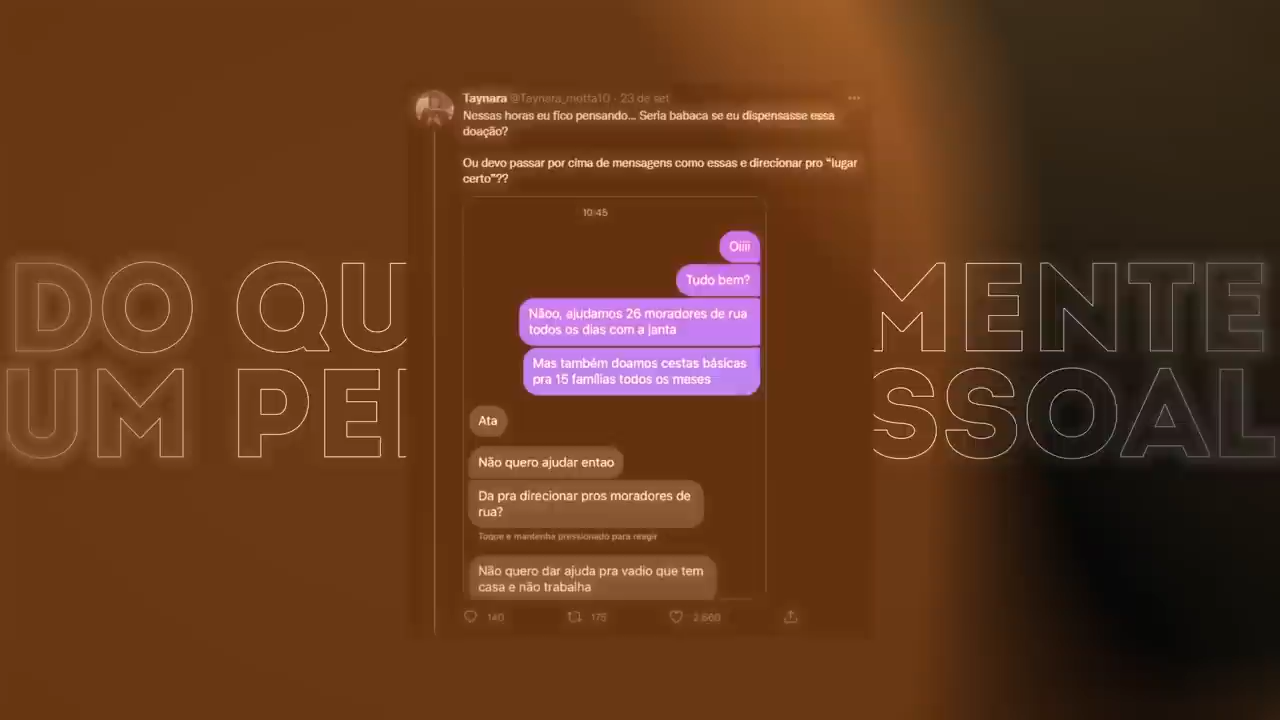 Taynara @Taynara_motta10 · 23 de set
Nessas horas eu fico pensando... Seria babaca se eu dispensasse essa
doação?
Ou devo passar por cima de mensagens como essas e direcionar pro “lugar
certo”??
10:45
Oiiii
Tudo bem?
Nãoo, ajudamos 26 moradores de rua
todos os dias com a janta
Mas também doamos cestas básicas
pra 15 famílias todos os meses
Ata
Não quero ajudar entao
Da pra direcionar pros moradores de
rua?
Toque e mantenha pressionado para reagir
Não quero dar ajuda pra vadio que tem
casa e não trabalha
140 175 2.660
DO QU MENTE
UM PE SSOAL